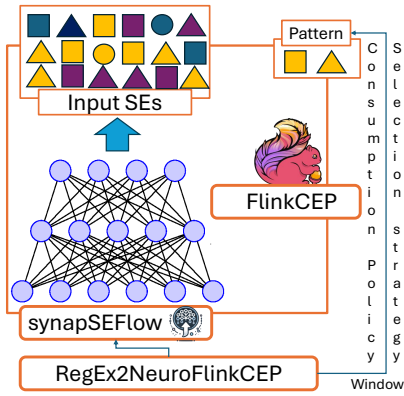 Pattern
Input SEs
FlinkCEP
synapSEFlow
RegEx2NeuroFlinkCEP
Consumption Policy
Selection strategy
Window